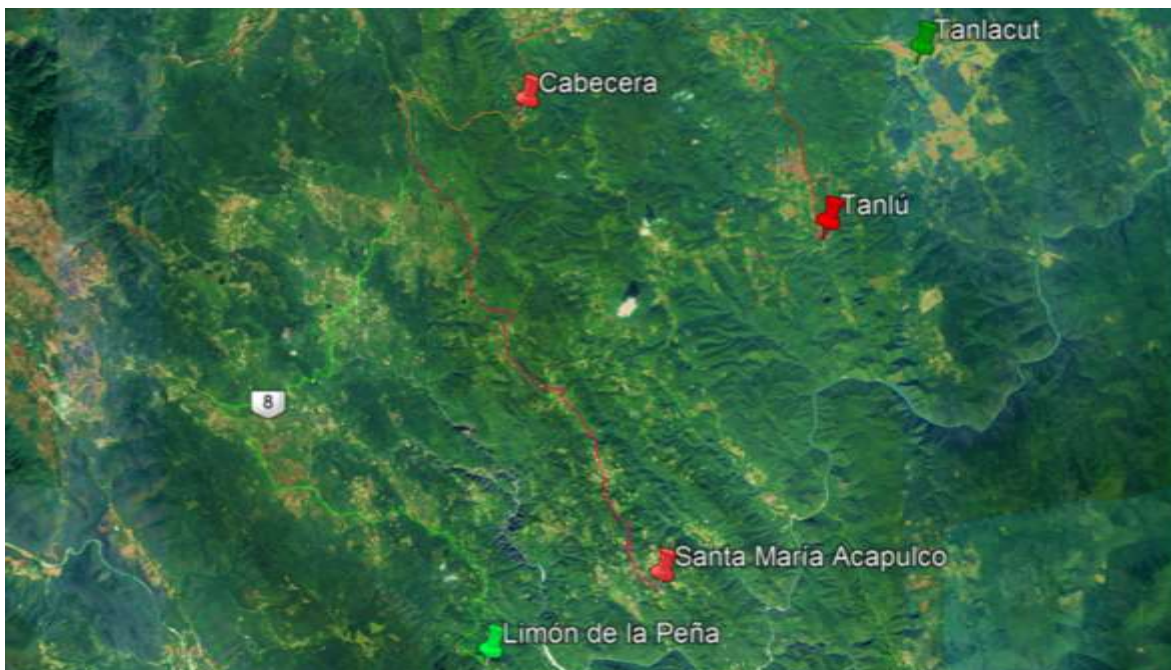 Tanlacut
Cabecera
Tanlú
8
Santa María Acapulco
Limón de la Peña